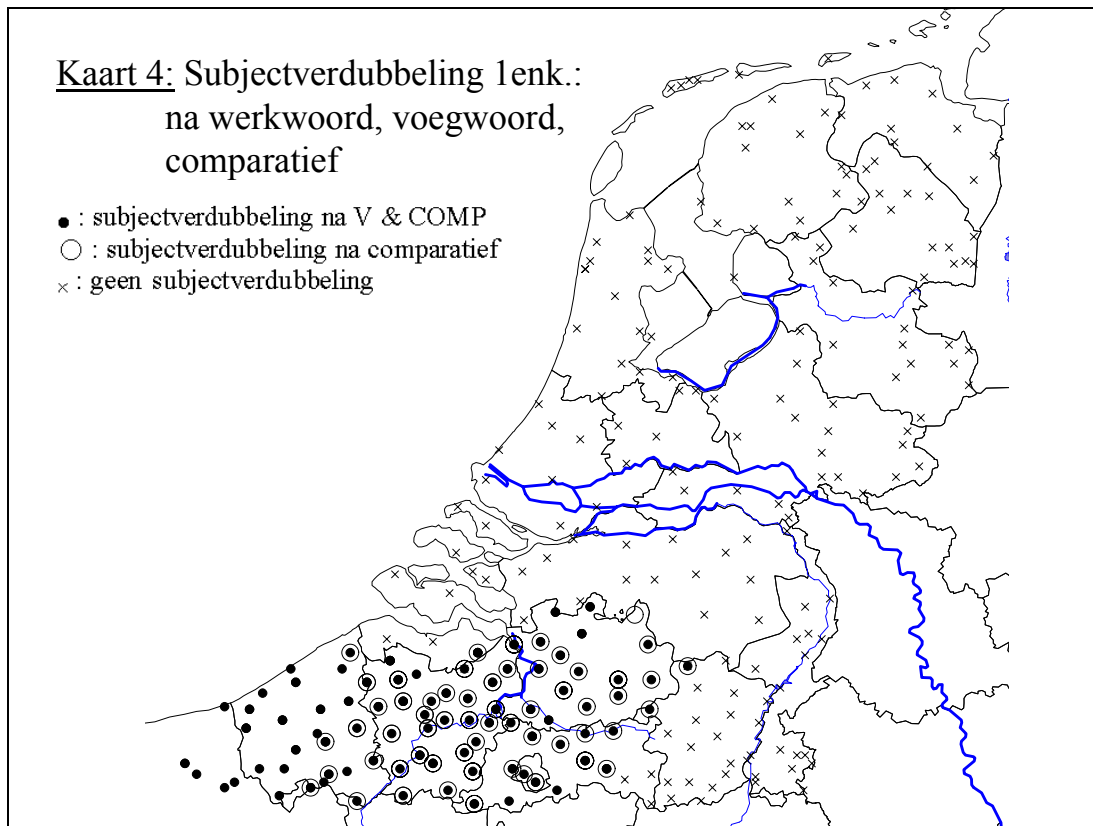 Kaart 4: Subjectverdubbeling 1enk.:
na werkwoord, voegwoord,
comparatief
● : subjectverdubbeling na V & COMP
○ : subjectverdubbeling na comparatief
× : geen subjectverdubbeling